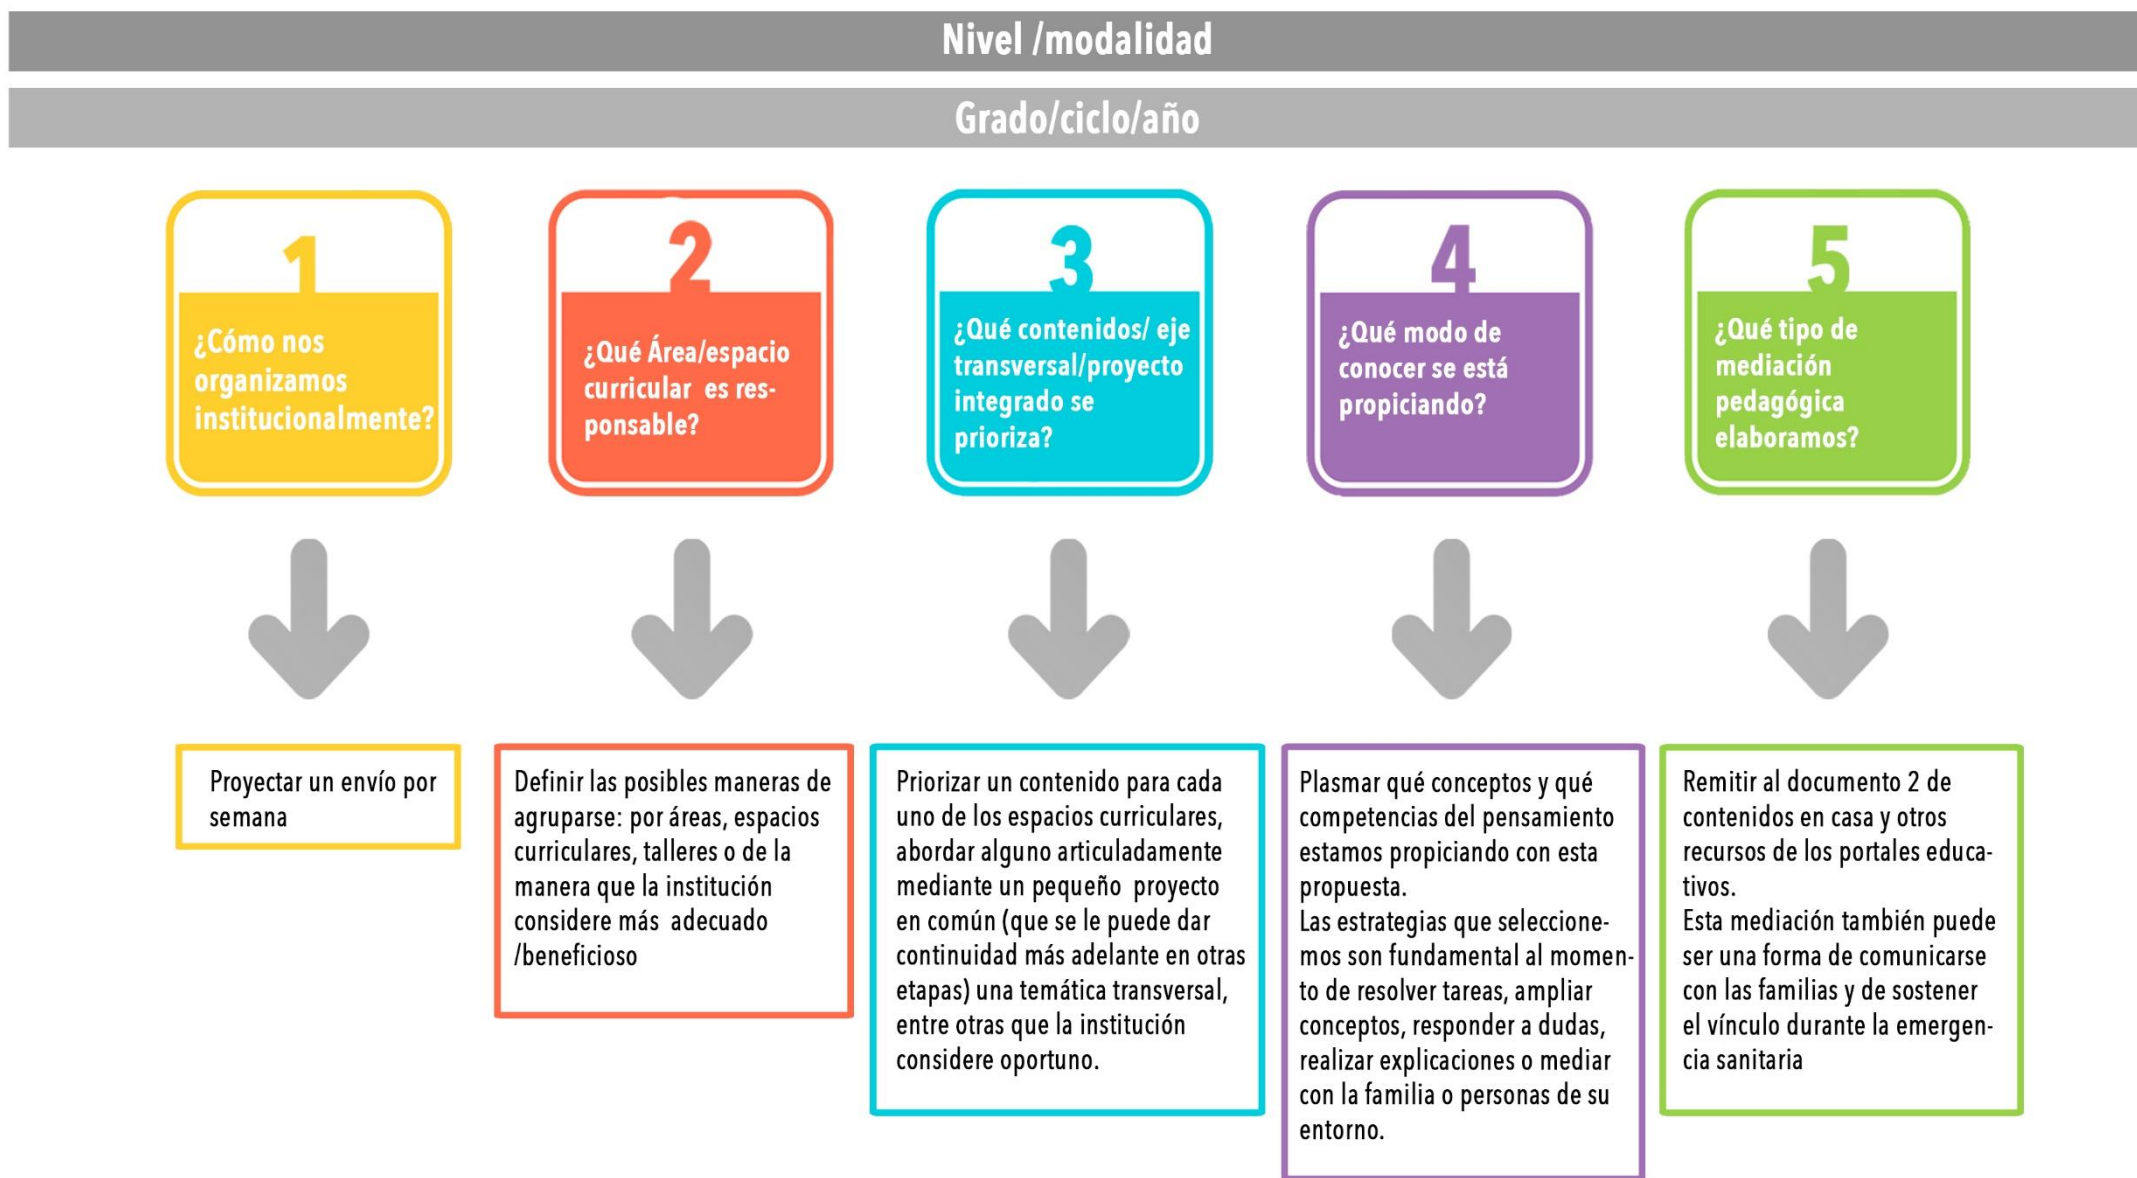 Nivel /modalidad
Grado/ciclo/año
1
¿Cómo nos
organizamos
institucionalmente?
Proyectar un envío por
semana
2
¿Qué Área/espacio
curricular es res-
ponsable?
Definir las posibles maneras de
agruparse: por áreas, espacios
curriculares, talleres o de la
manera que la institución
considere más adecuado
/beneficioso
3
¿Qué contenidos/ eje
transversal/proyecto
integrado se
prioriza?
Priorizar un contenido para cada
uno de los espacios curriculares,
abordar alguno articuladamente
mediante un pequeño proyecto
en común (que se le puede dar
continuidad más adelante en otras
etapas) una temática transversal,
entre otras que la institución
considere oportuno.
4
¿Qué modo de
conocer se está
propiciando?
Plasmar qué conceptos y qué
competencias del pensamiento
estamos propiciando con esta
propuesta.
Las estrategias que seleccione-
mos son fundamental al momen-
to de resolver tareas, ampliar
conceptos, responder a dudas,
realizar explicaciones o mediar
con la familia o personas de su
entorno.
5
¿Qué tipo de
mediación
pedagógica
elaboramos?
Remitir al documento 2 de
contenidos en casa y otros
recursos de los portales educa-
tivos.
Esta mediación también puede
ser una forma de comunicarse
con las familias y de sostener
el vínculo durante la emergen-
cia sanitaria